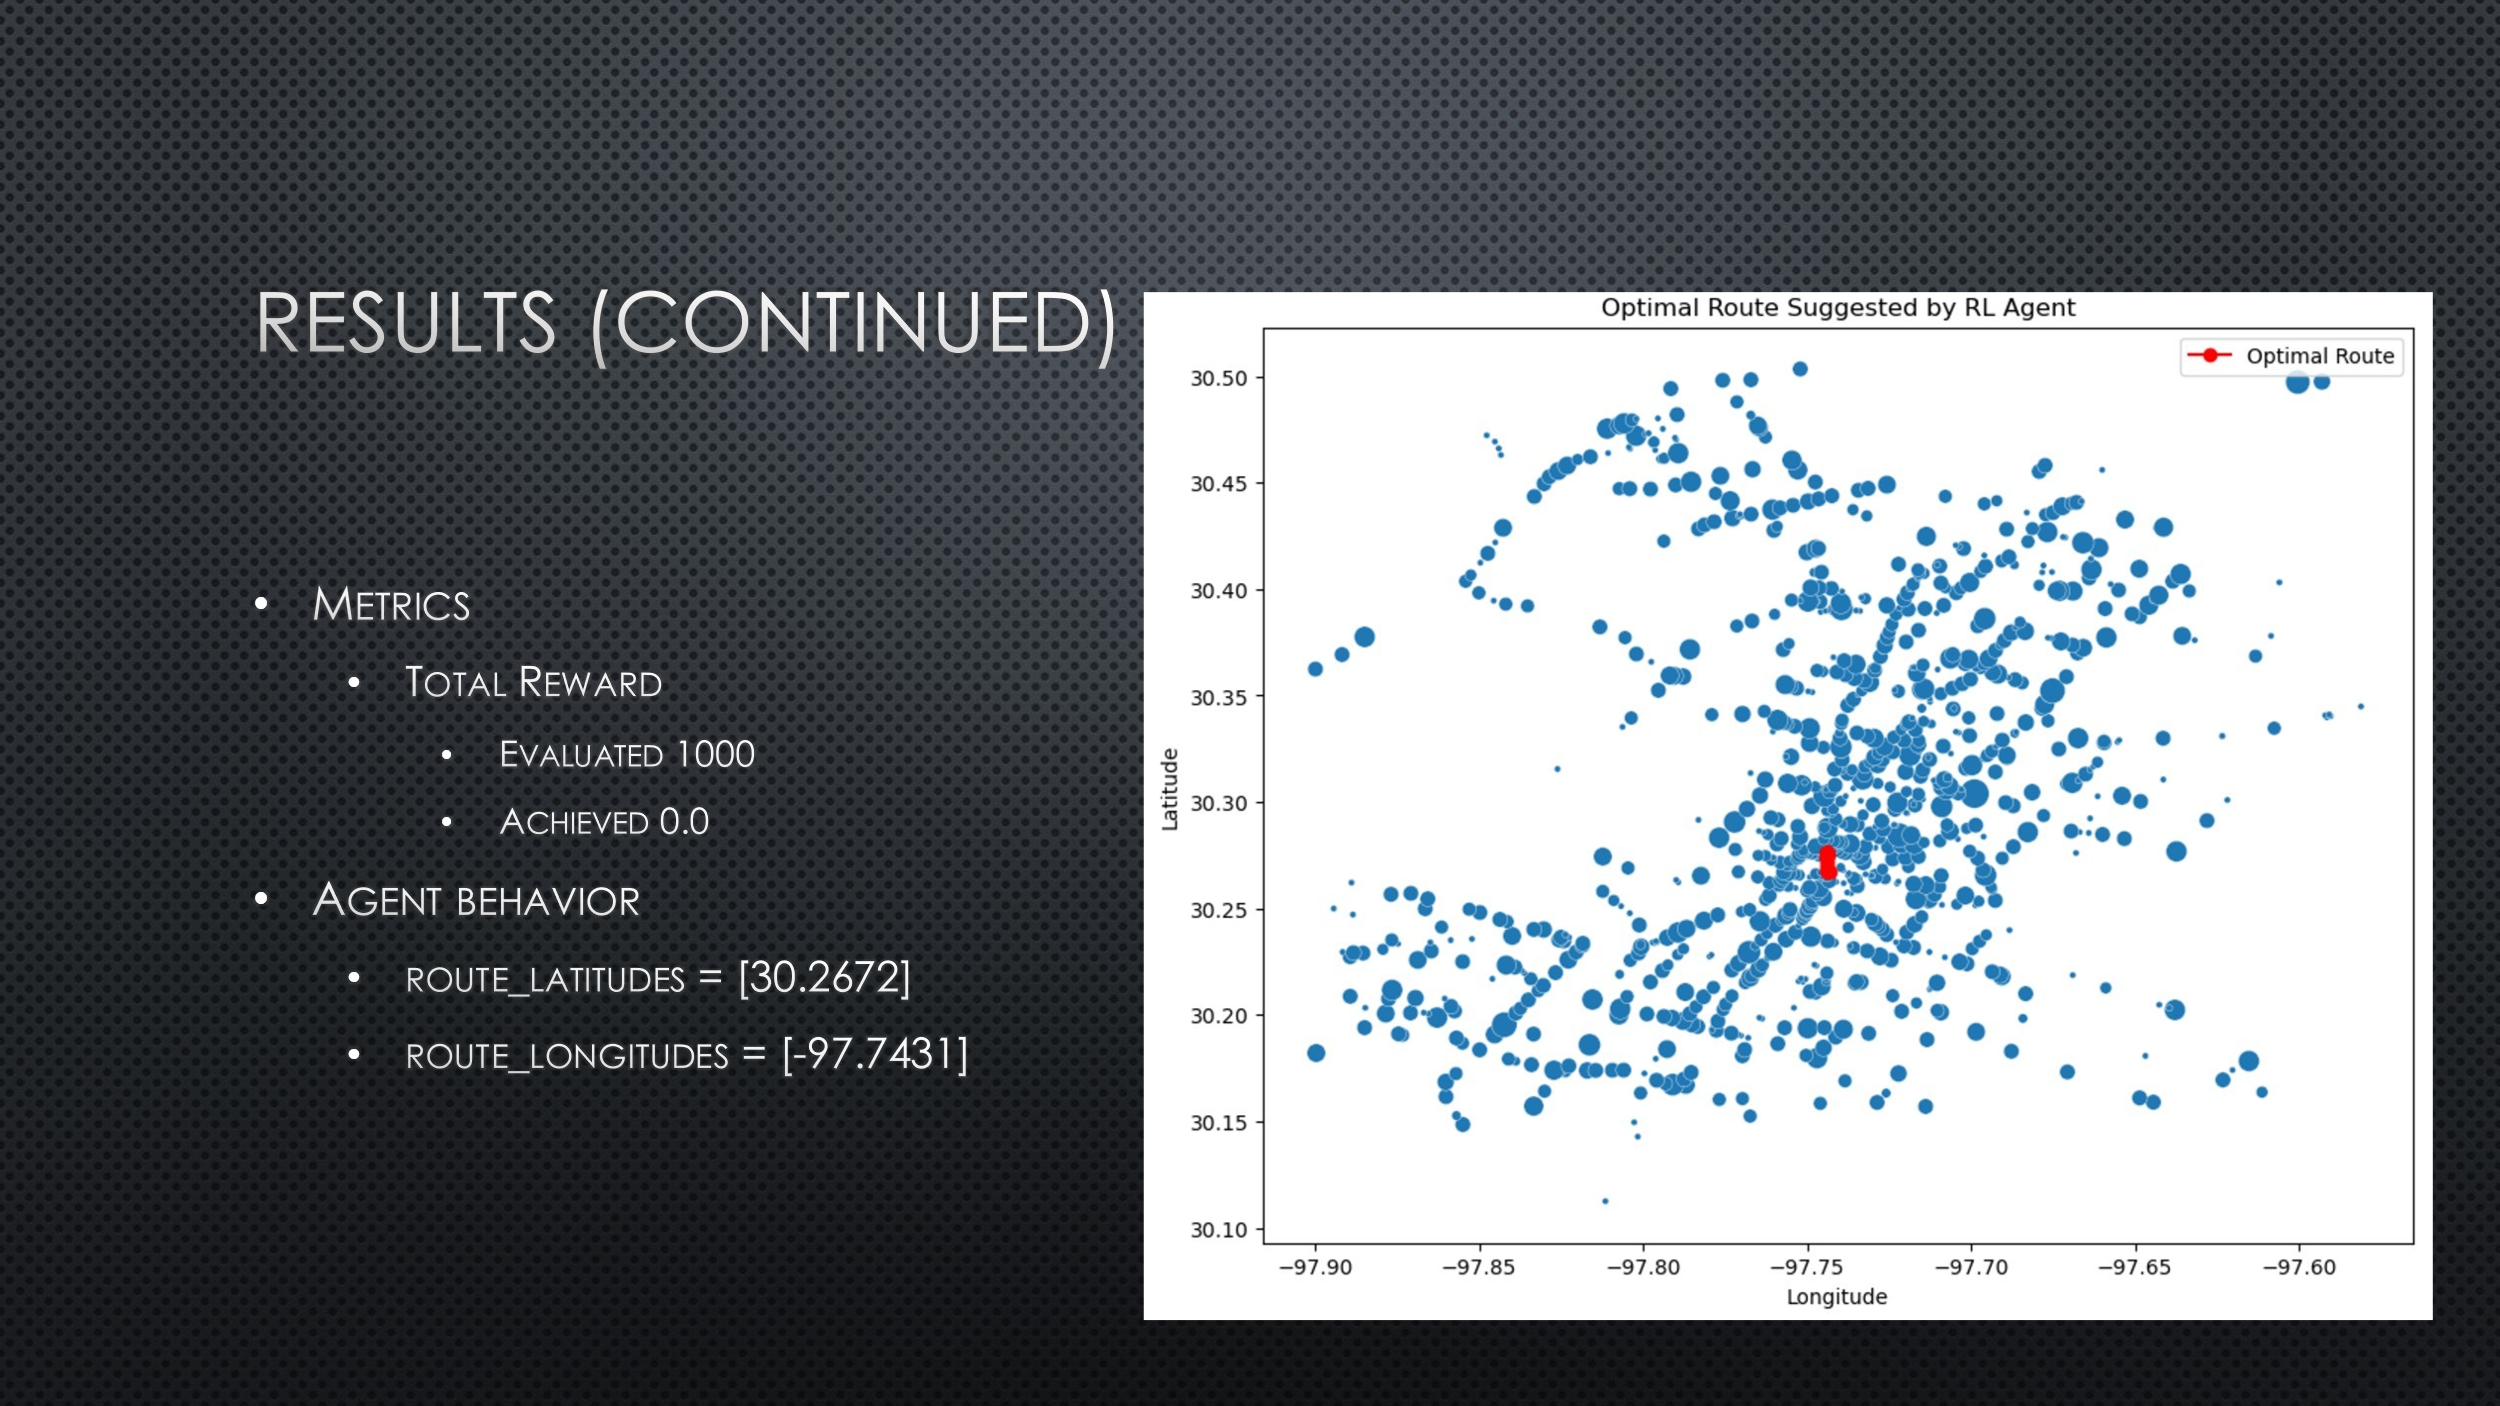 RESULTS (CONTINUED)
• METRICS
• TOTAL REWARD
• EVALUATED 1000
• ACHIEVED 0.0
• AGENT BEHAVIOR
• ROUTE_LATITUDES = [30.2672]
• ROUTE_LONGITUDES = [-97.7431]
Optimal Route Suggested by RL Agent
Optimal Route
30.50
30.45
30.40
30.35
30.30
30.25
30.20
30.15
30.10
Latitude
−97.90 −97.85 −97.80 −97.75 −97.70 −97.65 −97.60
Longitude